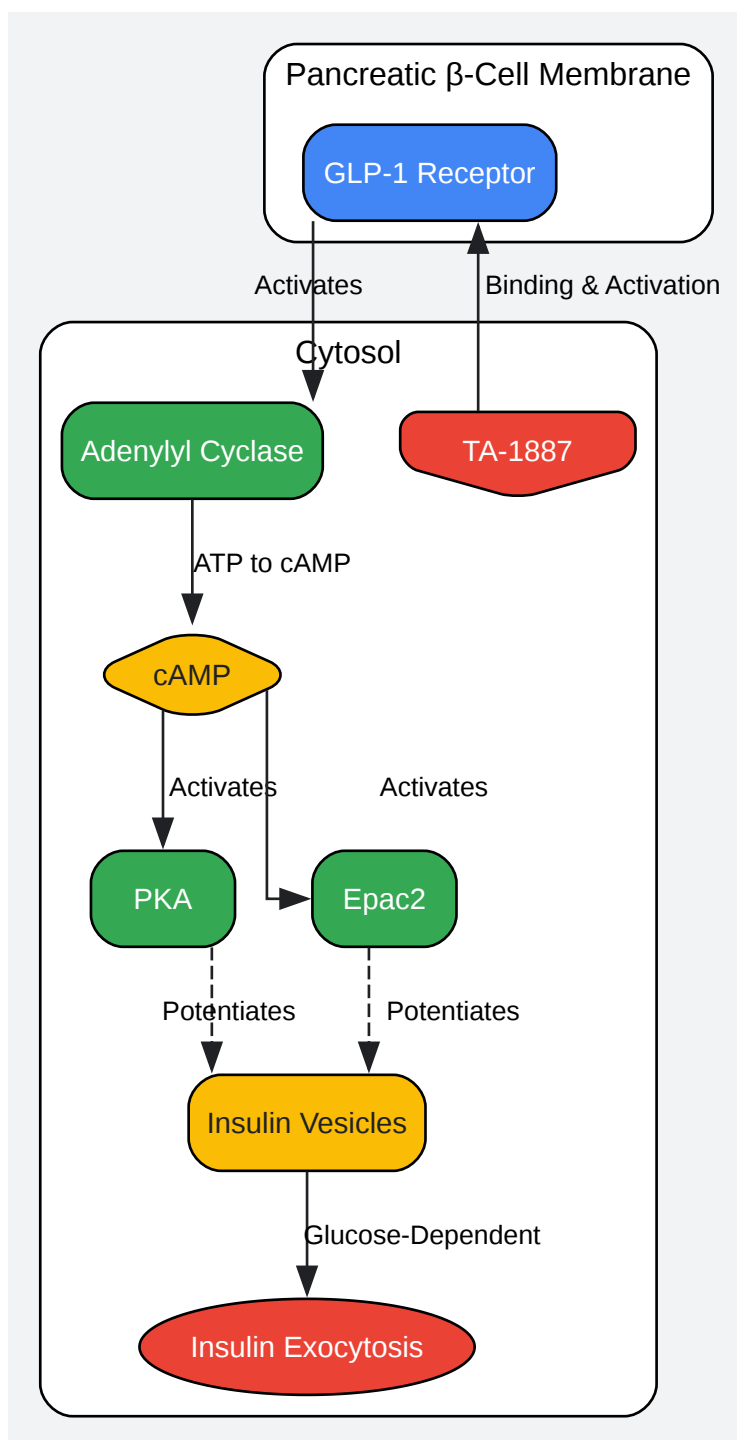 Pancreatic β-Cell Membrane
GLP-1 Receptor
Activates
Binding & Activation
Cytosol
Adenylyl Cyclase
TA-1887
ATP to cAMP
cAMP
Activates
Activates
PKA
Epac2
Potentiates
Potentiates
Insulin Vesicles
Glucose-Dependent
Insulin Exocytosis